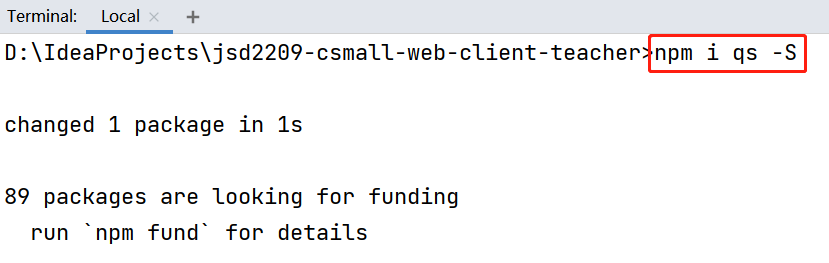 Terminal: Local × +
D:\IdeaProjects\jsd2209-csmall-web-client-teacher>npm i qs -S
changed 1 package in 1s
89 packages are looking for funding
  run `npm fund` for details